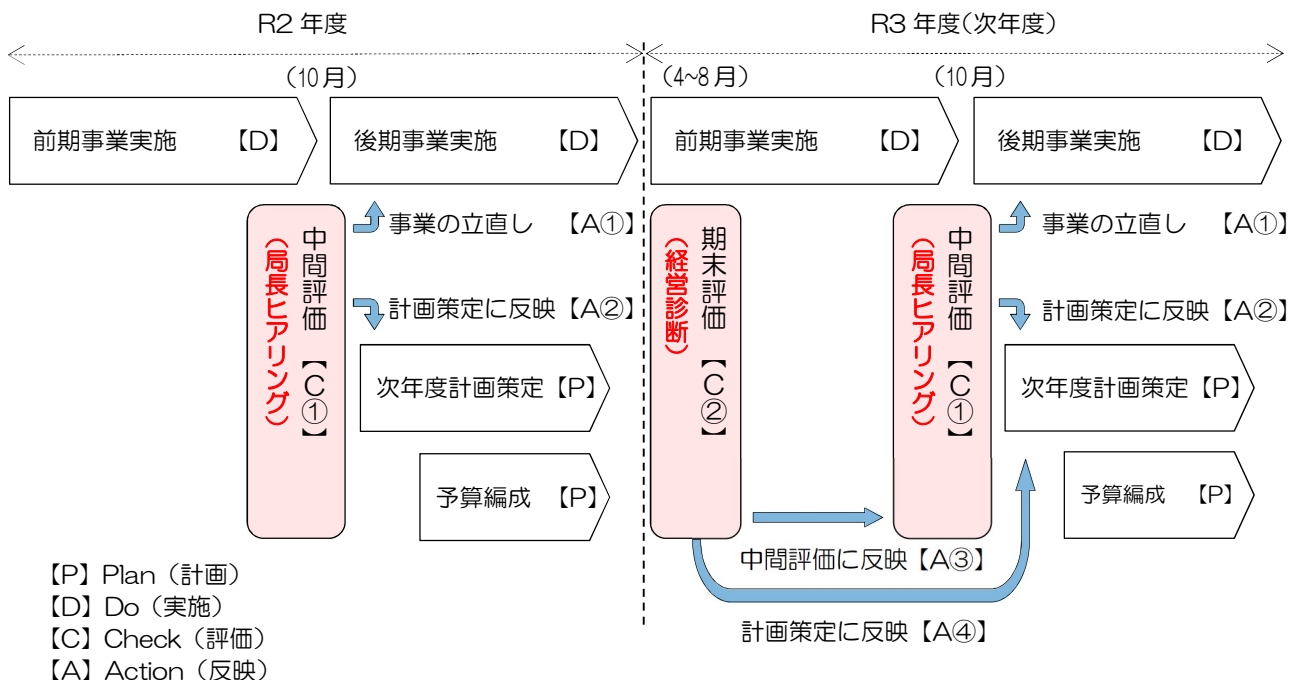 R2 年度
R3 年度(次年度)
(10月)
(4~8月)
(10月)
前期事業実施 【D】
後期事業実施 【D】
前期事業実施 【D】
後期事業実施 【D】
中間評価 【C①】
(局長ヒアリング)
事業の立直し 【A①】
計画策定に反映【A②】
次年度計画策定【P】
予算編成 【P】
期末評価 【C②】
(経営診断)
中間評価 【C①】
(局長ヒアリング)
事業の立直し 【A①】
計画策定に反映【A②】
次年度計画策定【P】
予算編成 【P】
中間評価に反映【A③】
計画策定に反映【A④】
【P】Plan(計画)
【D】Do(実施)
【C】Check(評価)
【A】Action(反映)